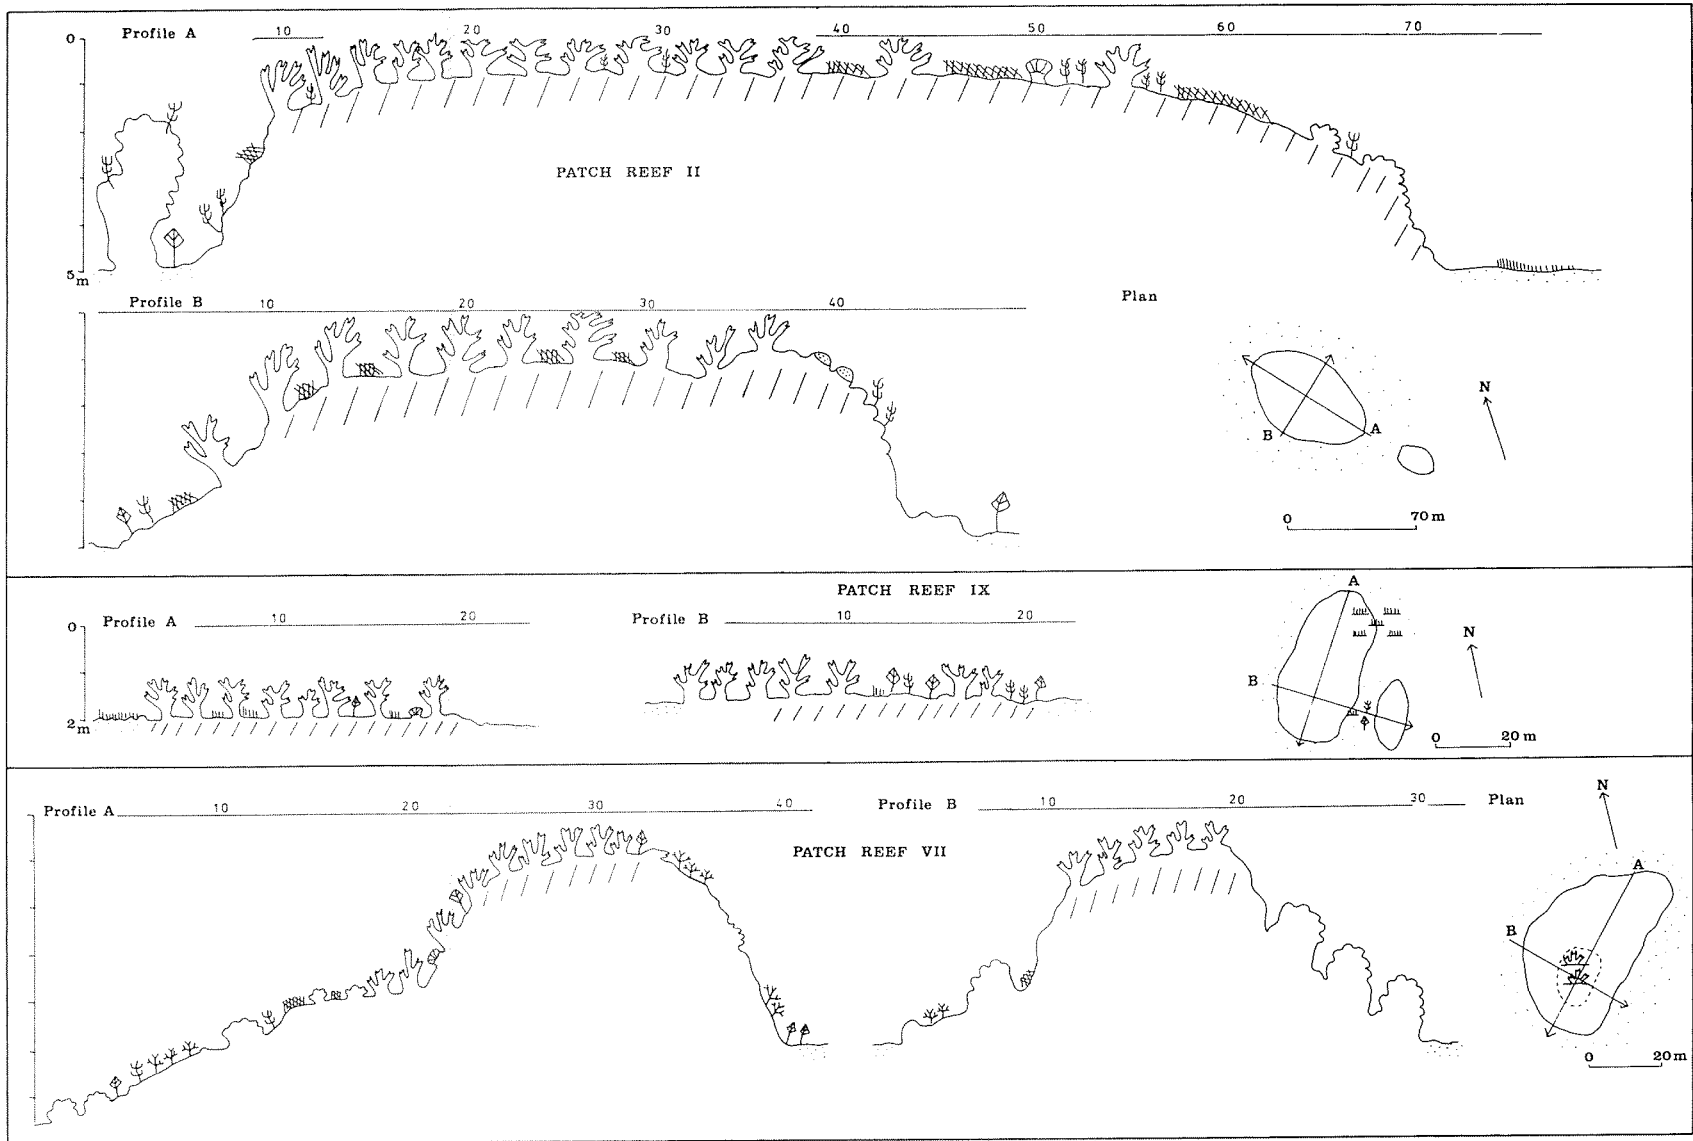 Profile A 10 20 30 40 50 60 70
0
PATCH REEF II
5m
Profile B 10 20 30 40
Plan
N
B A
0 70 m
PATCH REEF IX
Profile A 10 20
0
2m
Profile B 10 20
A
N
B
0 20 m
Profile A 10 20 30 40
PATCH REEF VII
Profile B 10 20 30
Plan
N
A
B
0 20 m